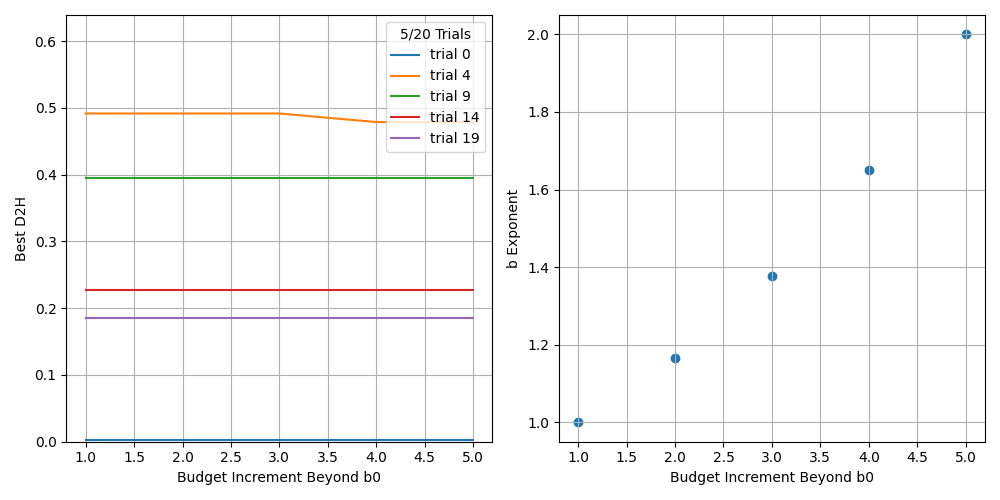 5/20 Trials
trial 0
trial 4
trial 9
trial 14
trial 19
0.6
0.5
0.4
0.3
0.2
0.1
0.0
Best D2H
1.0 1.5 2.0 2.5 3.0 3.5 4.0 4.5 5.0
Budget Increment Beyond b0
2.0
1.8
1.6
1.4
1.2
1.0
b Exponent
1.0 1.5 2.0 2.5 3.0 3.5 4.0 4.5 5.0
Budget Increment Beyond b0